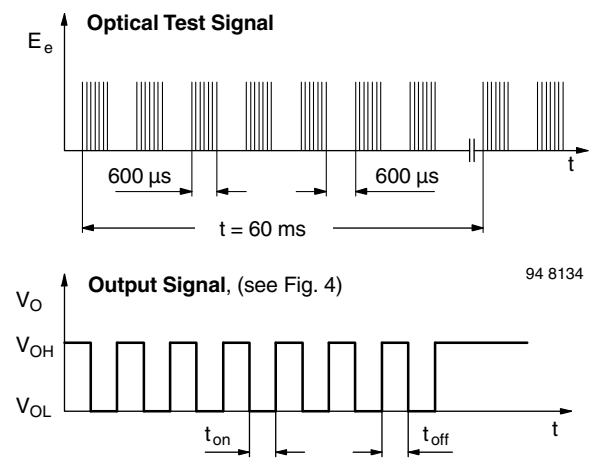 Optical Test Signal
E_e
t
600 µs
600 µs
t = 60 ms
94 8134
Output Signal, (see Fig. 4)
V_O
V_OH
V_OL
t_on
t_off
t